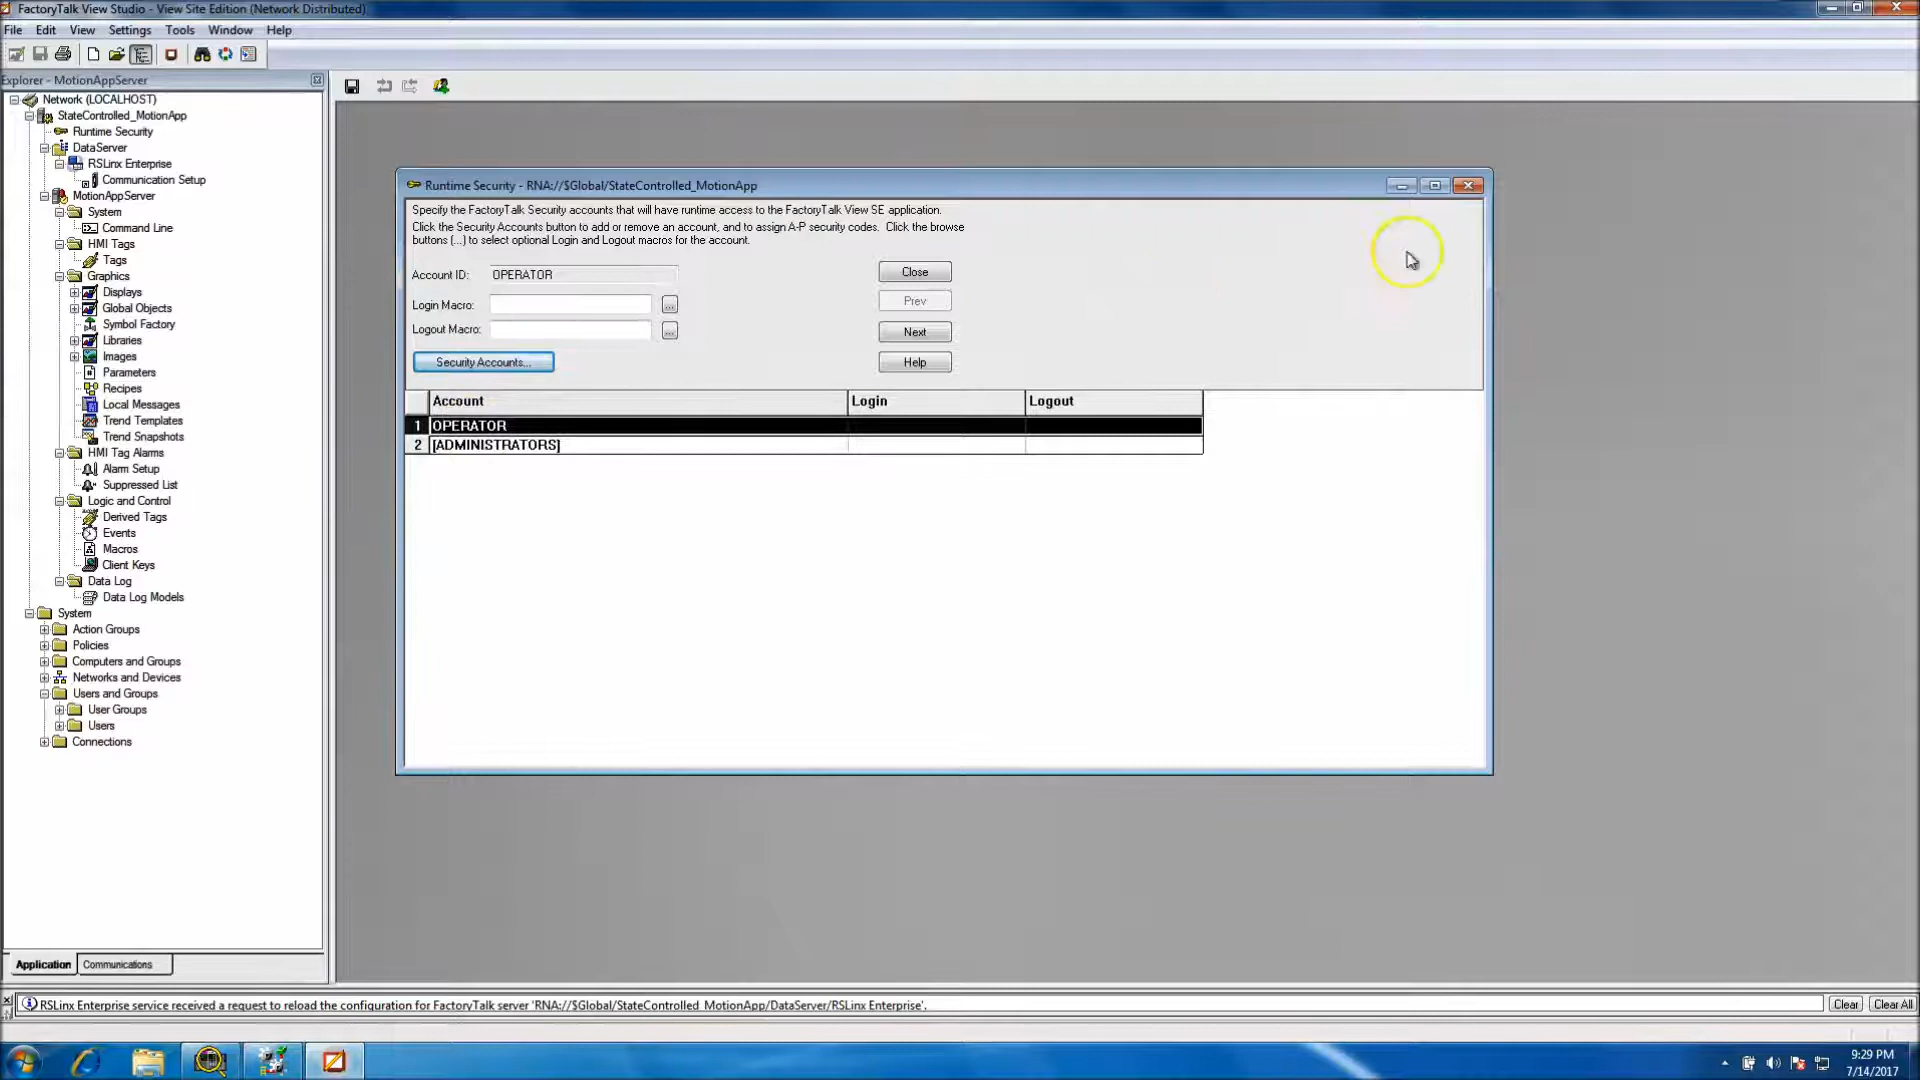 FactoryTalk View Studio - View Site Edition (Network Distributed)
File Edit View Settings Tools Window Help
Explorer - MotionAppServer
Network (LOCALHOST)
StateControlled_MotionApp
Runtime Security
DataServer
RSLinx Enterprise
Communication Setup
MotionAppServer
System
Command Line
HMI Tags
Tags
Graphics
Displays
Global Objects
Symbol Factory
Libraries
Images
Parameters
Recipes
Local Messages
Trend Templates
Trend Snapshots
HMI Tag Alarms
Alarm Setup
Suppressed List
Logic and Control
Derived Tags
Events
Macros
Client Keys
Data Log
Data Log Models
System
Action Groups
Policies
Computers and Groups
Networks and Devices
Users and Groups
User Groups
Users
Connections
Application Communications
Runtime Security - RNA://$Global/StateControlled_MotionApp
Specify the FactoryTalk Security accounts that will have runtime access to the FactoryTalk View SE application.
Click the Security Accounts button to add or remove an account, and to assign A-P security codes. Click the browse
buttons (...) to select optional Login and Logout macros for the account.
Account ID: OPERATOR
Login Macro: ...
Logout Macro: ...
Security Accounts...
Close
Prev
Next
Help
Account Login Logout
1 OPERATOR
2 [ADMINISTRATORS]
RSLinx Enterprise service received a request to reload the configuration for FactoryTalk server 'RNA://$Global/StateControlled_MotionApp/DataServer/RSLinx Enterprise'.
Clear Clear All
9:29 PM
7/14/2017